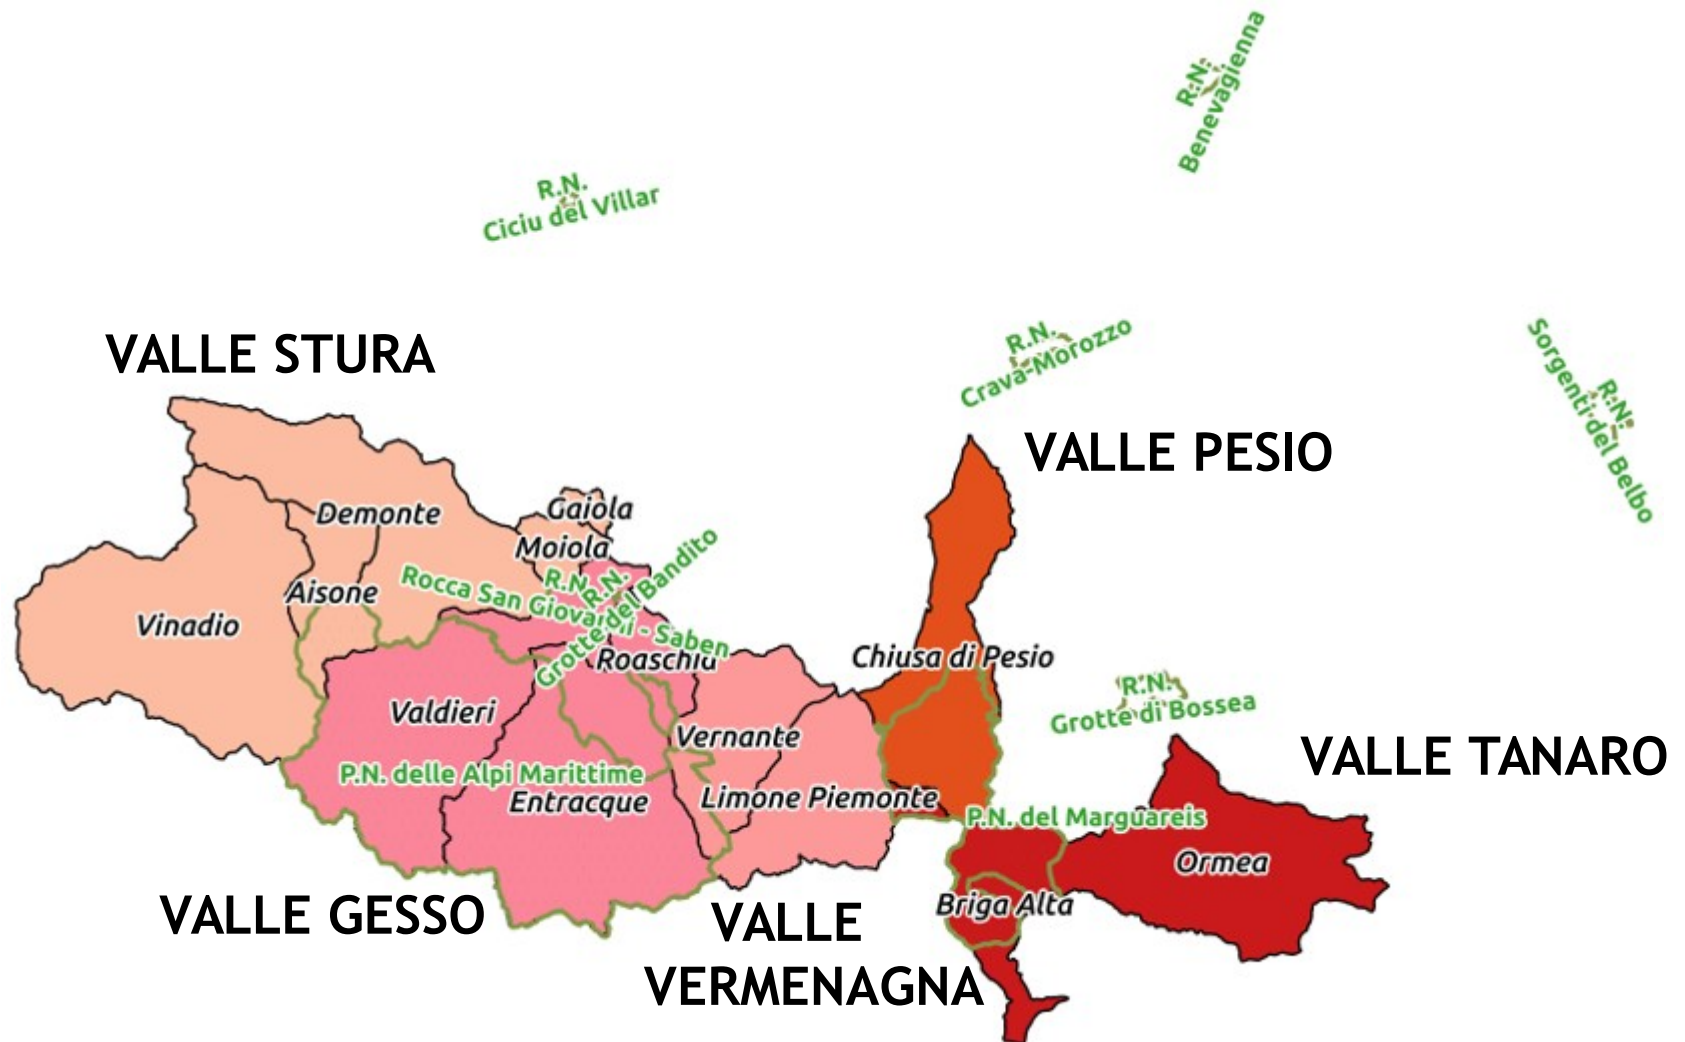 R.N.
Benevagienna
R.N.
Ciciu del Villar
R.N.
Crava-Morozzo
R.N.
Sorgenti del Belbo
VALLE STURA
VALLE PESIO
Demonte
Gaiola
Moiola
Aisone
Vinadio
R.N.
Rocca San Giovanni - Saben
R.N.
Grotte del Bandito
Roaschia
Chiusa di Pesio
R.N.
Grotte di Bossea
Valdieri
Vernante
VALLE TANARO
P.N. delle Alpi Marittime
Entracque
Limone Piemonte
P.N. del Marguareis
Ormea
Briga Alta
VALLE GESSO
VALLE
VERMENAGNA